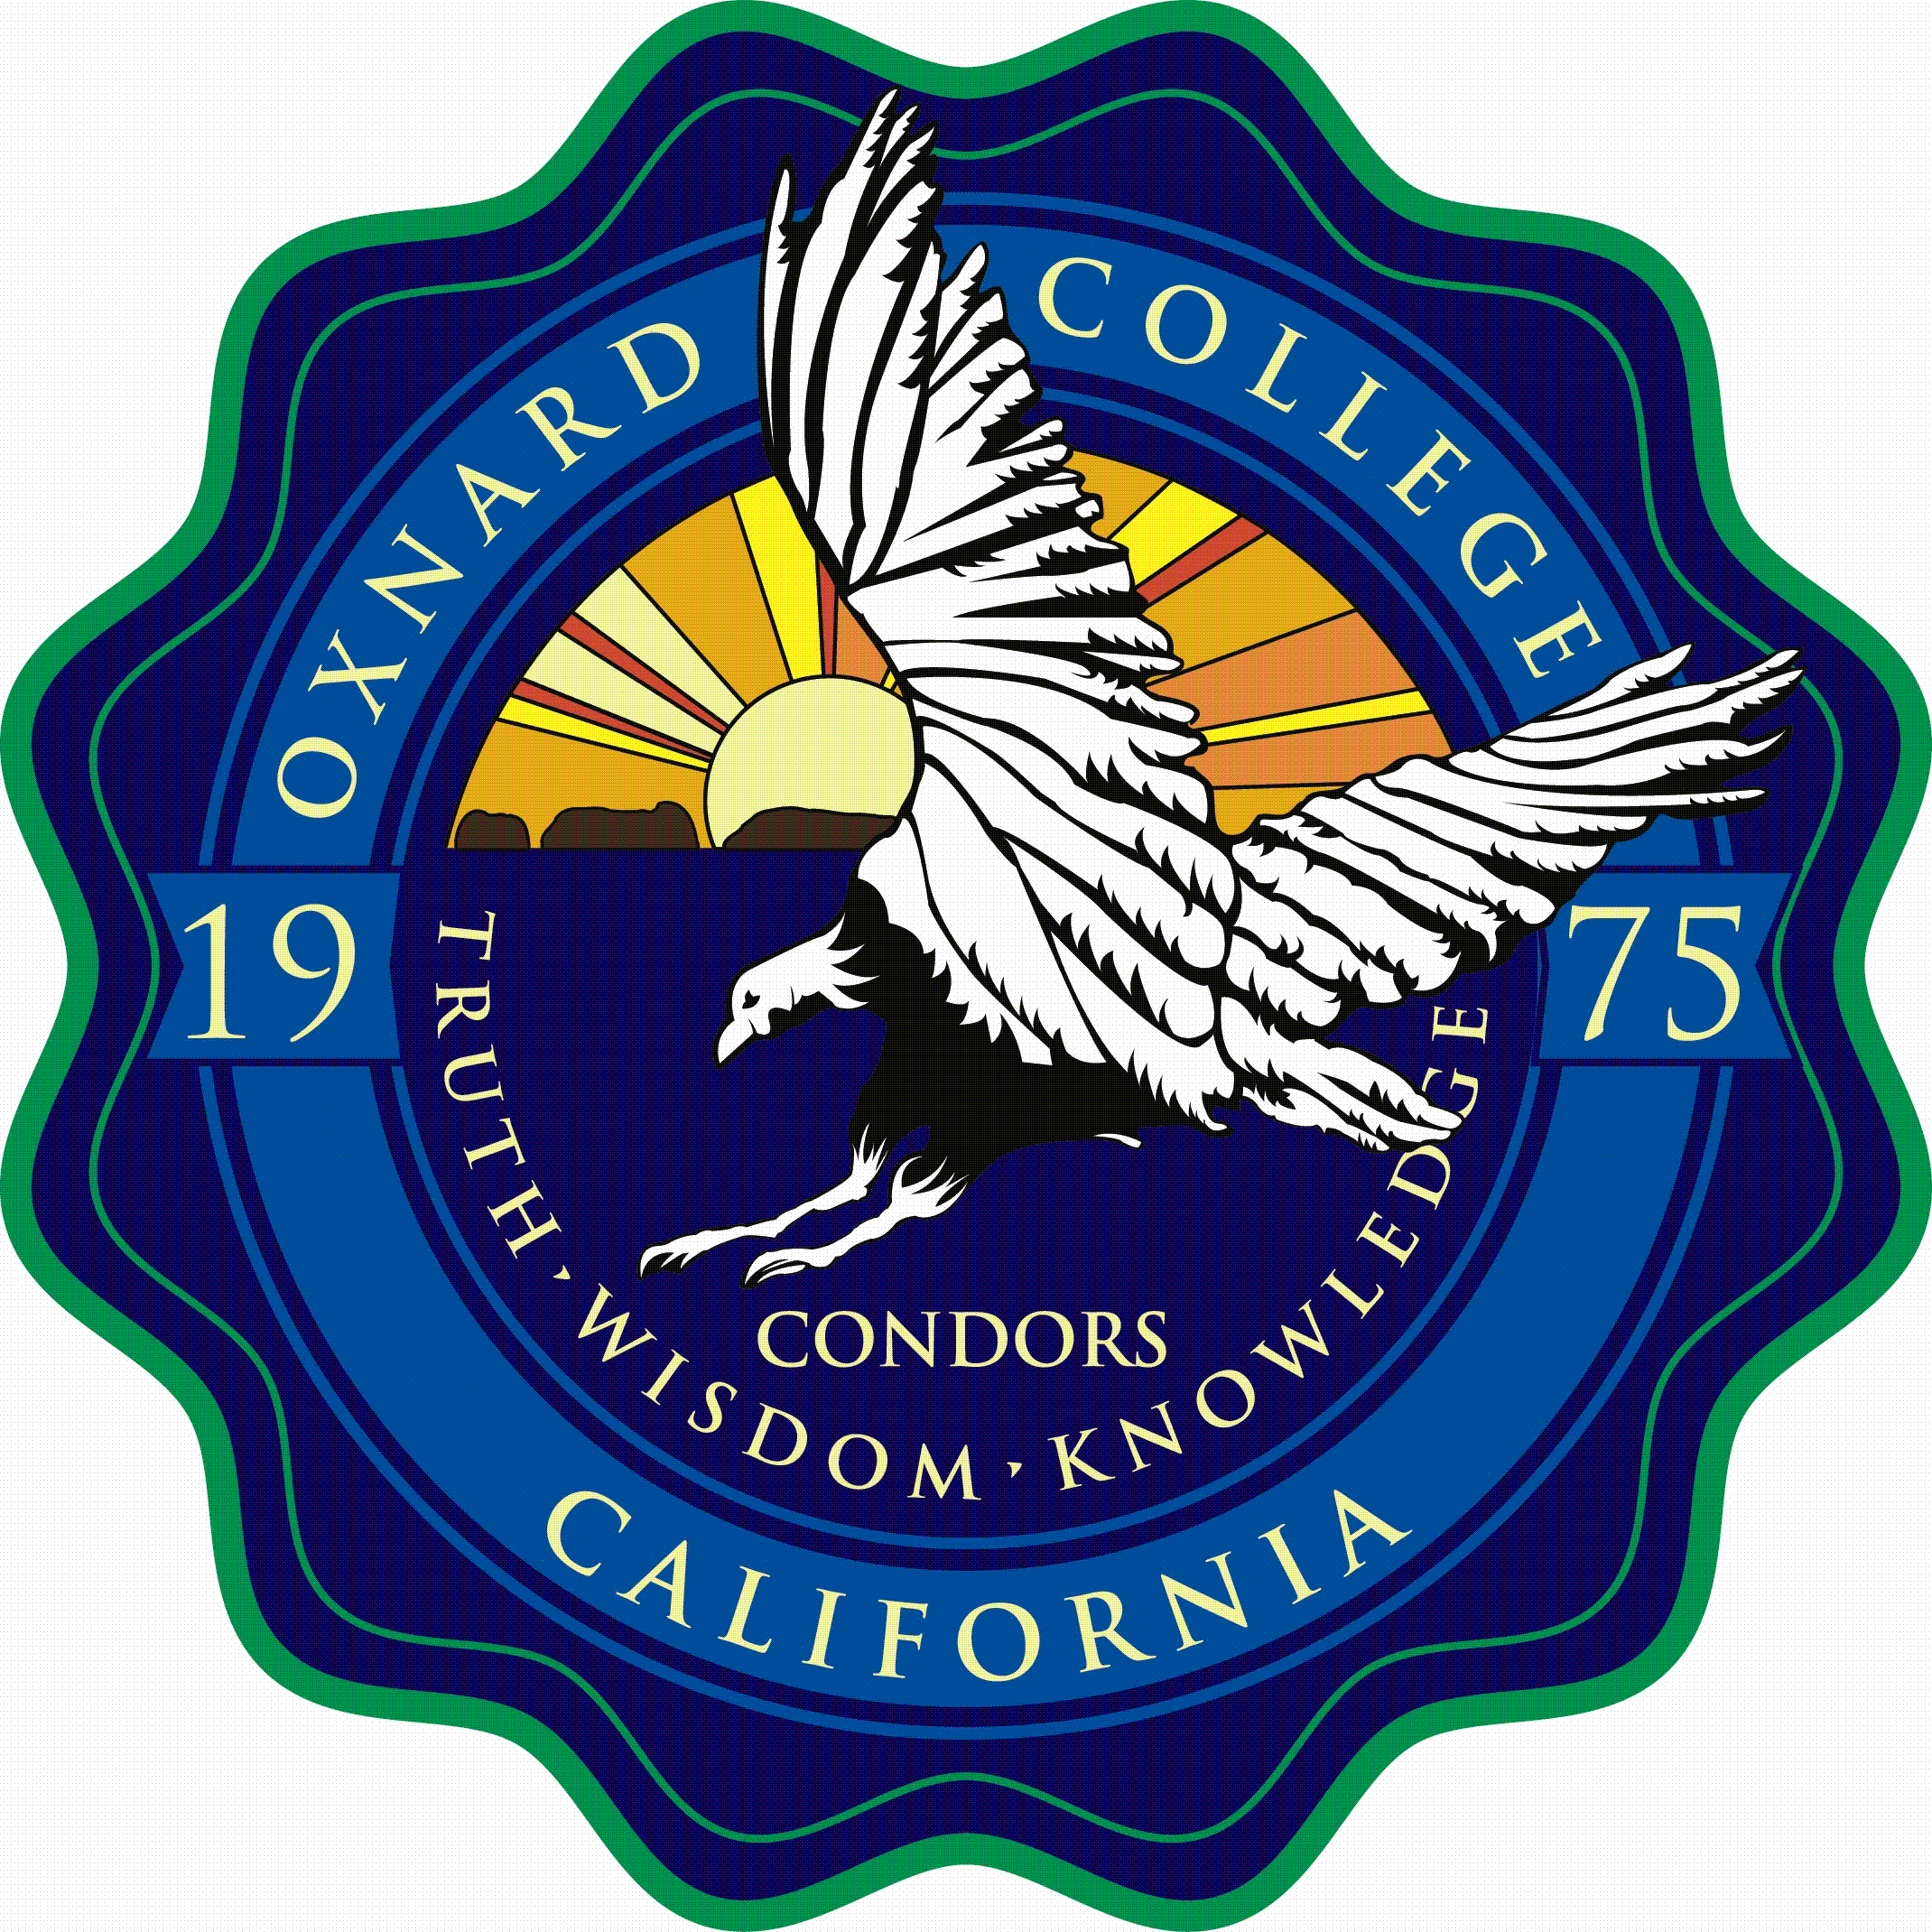 OXNARD COLLEGE
19 75
TRUTH, WISDOM, KNOWLEDGE
CONDORS
CALIFORNIA